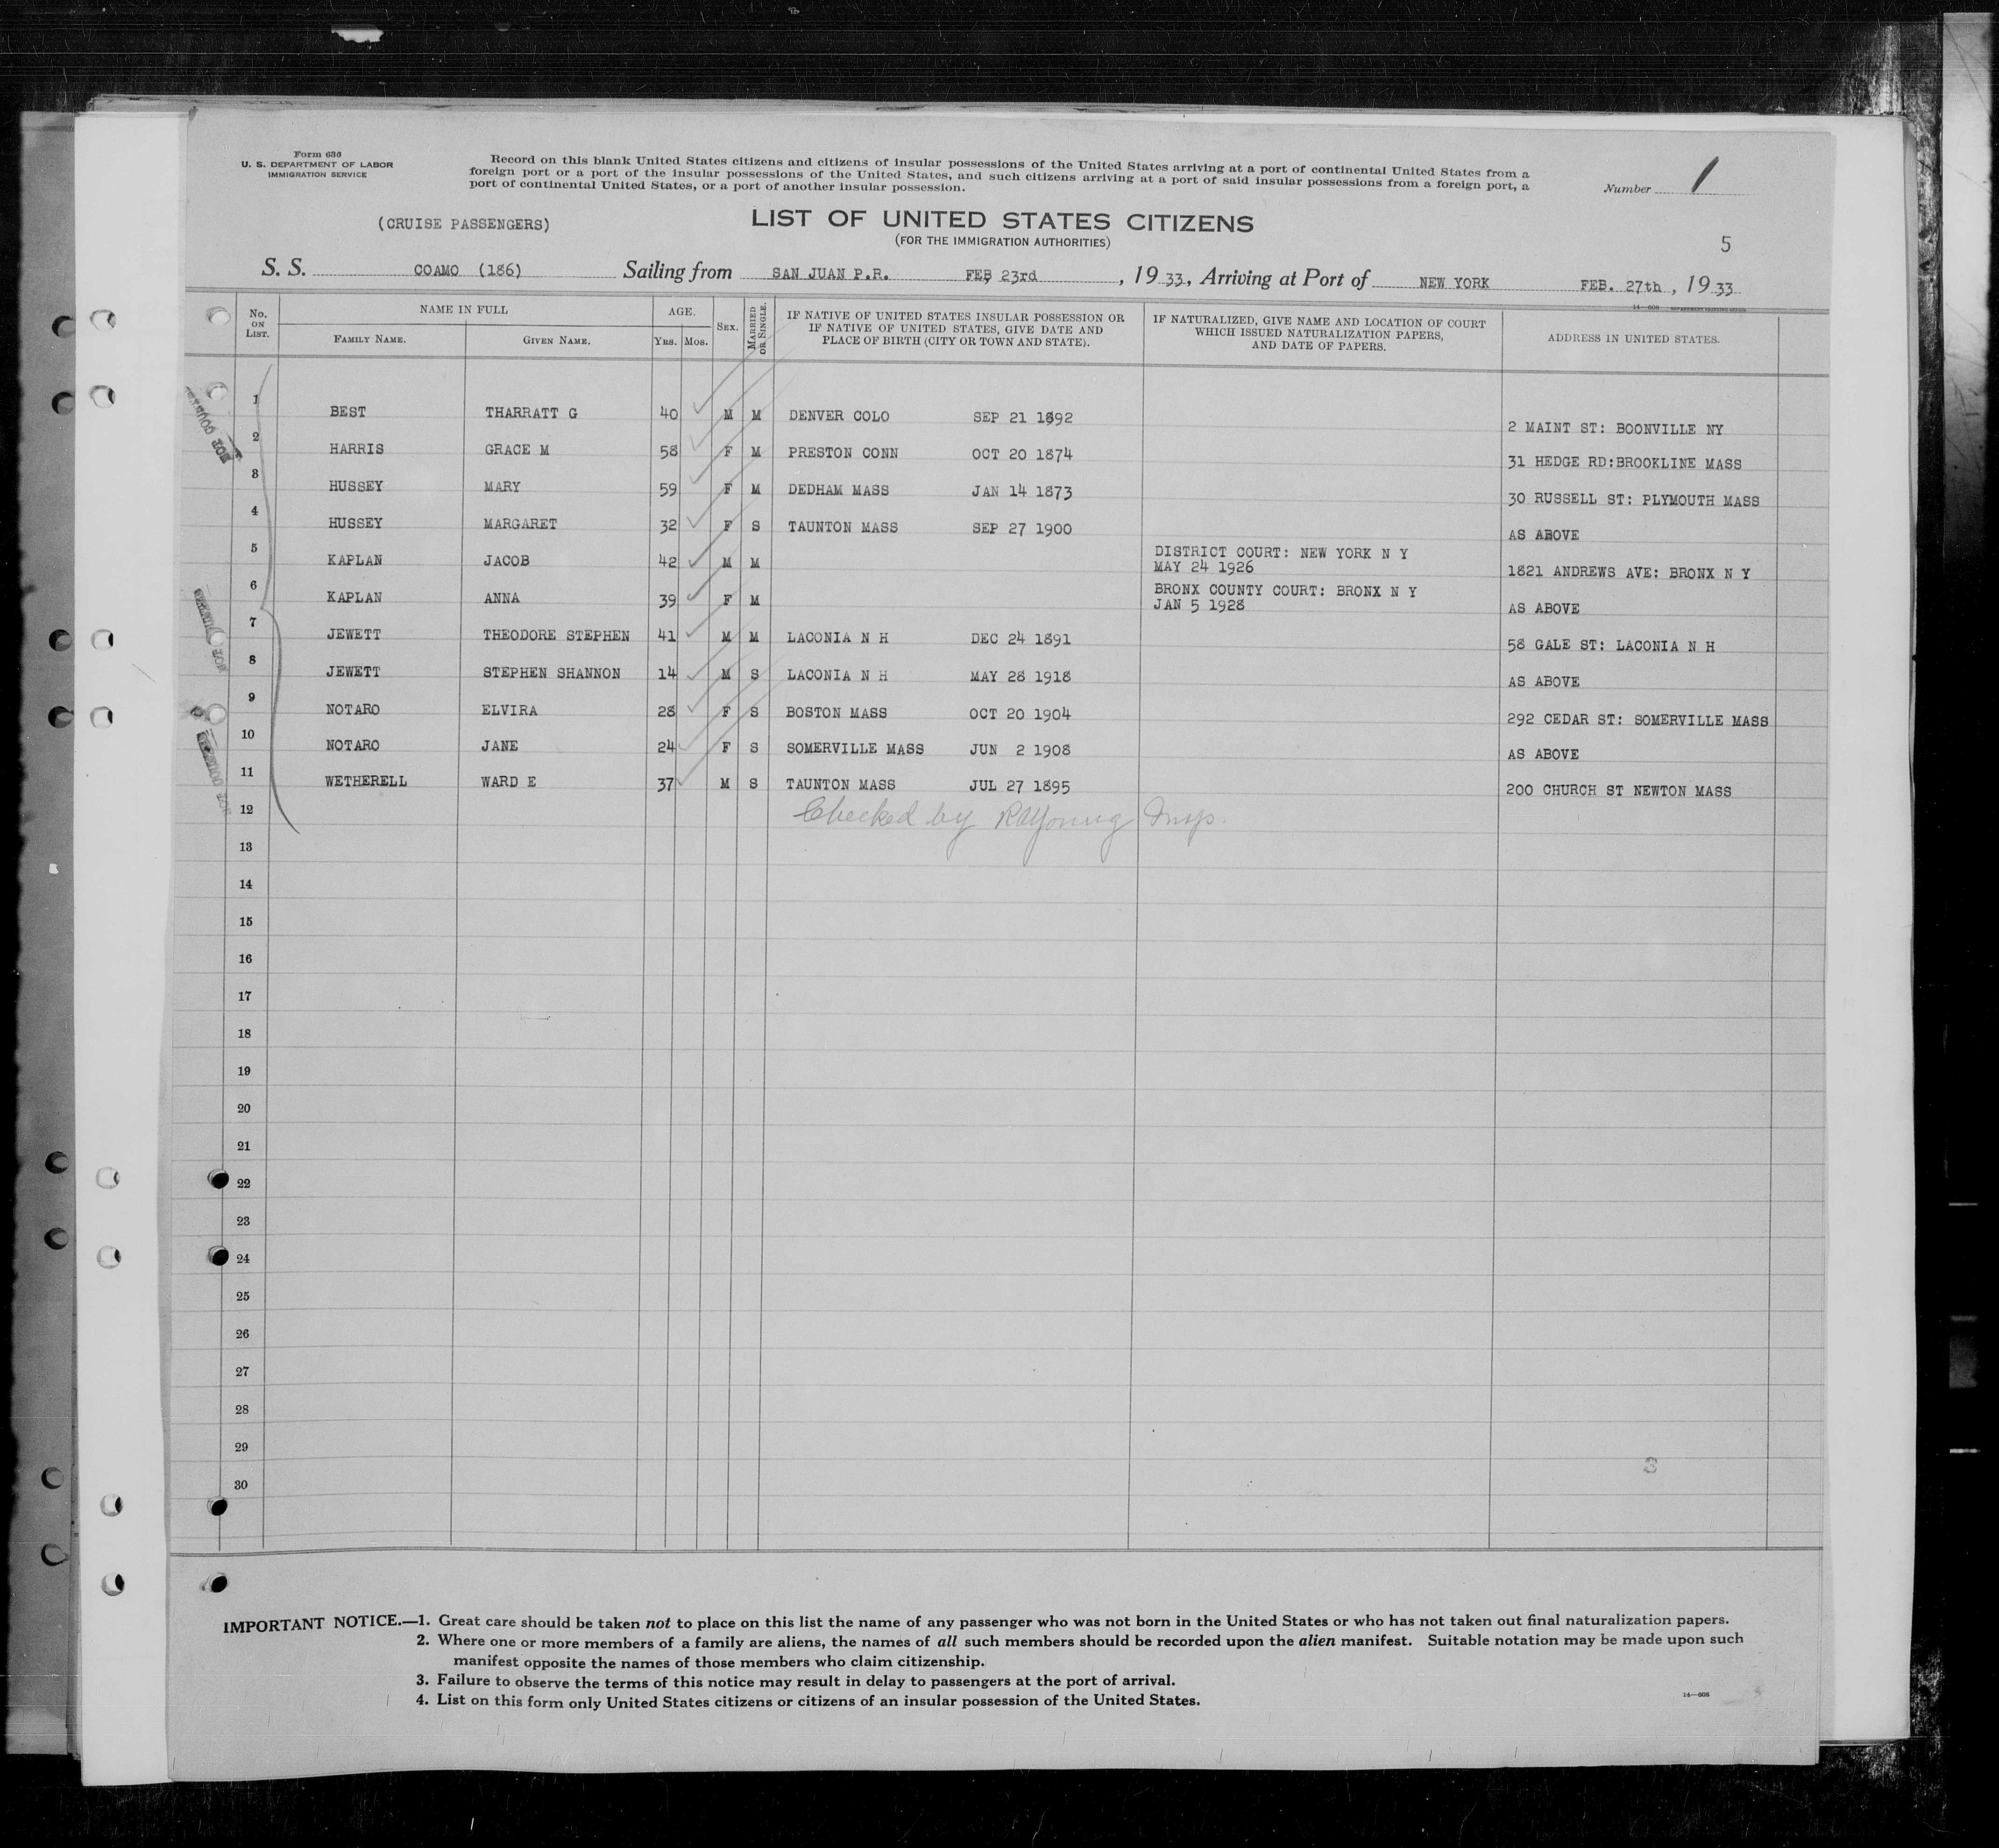 Form 636
U. S. DEPARTMENT OF LABOR
IMMIGRATION SERVICE
Record on this blank United States citizens and citizens of insular possessions of the United States arriving at a port of continental United States from a
foreign port or a port of the insular possessions of the United States, and such citizens arriving at a port of said insular possessions from a foreign port, a
port of continental United States, or a port of another insular possession.
Number 1
(CRUISE PASSENGERS)
LIST OF UNITED STATES CITIZENS
(FOR THE IMMIGRATION AUTHORITIES)
5
S. S. COAMO (186) Sailing from SAN JUAN P.R. FEB, 23rd, 19 33, Arriving at Port of NEW YORK FEB. 27th, 19 33
14—608
No. ON LIST. NAME IN FULL AGE. SEX. MARRIED OR SINGLE. IF NATIVE OF UNITED STATES INSULAR POSSESSION OR IF NATIVE OF UNITED STATES, GIVE DATE AND PLACE OF BIRTH (CITY OR TOWN AND STATE). IF NATURALIZED, GIVE NAME AND LOCATION OF COURT WHICH ISSUED NATURALIZATION PAPERS, AND DATE OF PAPERS. ADDRESS IN UNITED STATES.
FAMILY NAME. GIVEN NAME. YRS. MOS.
1 BEST THARRATT G 40 M M DENVER COLO SEP 21 1892 2 MAINT ST: BOONVILLE NY
2 HARRIS GRACE M 58 F M PRESTON CONN OCT 20 1874 31 HEDGE RD:BROOKLINE MASS
3 HUSSEY MARY 59 F M DEDHAM MASS JAN 14 1873 30 RUSSELL ST: PLYMOUTH MASS
4 HUSSEY MARGARET 32 F S TAUNTON MASS SEP 27 1900 AS ABOVE
5 KAPLAN JACOB 42 M M DISTRICT COURT: NEW YORK N Y MAY 24 1926 1821 ANDREWS AVE: BRONX N Y
6 KAPLAN ANNA 39 F M BRONX COUNTY COURT: BRONX N Y JAN 5 1928 AS ABOVE
7 JEWETT THEODORE STEPHEN 41 M M LACONIA N H DEC 24 1891 58 GALE ST: LACONIA N H
8 JEWETT STEPHEN SHANNON 14 M S LACONIA N H MAY 28 1918 AS ABOVE
9 NOTARO ELVIRA 28 F S BOSTON MASS OCT 20 1904 292 CEDAR ST: SOMERVILLE MASS
10 NOTARO JANE 24 F S SOMERVILLE MASS JUN 2 1908 AS ABOVE
11 WETHERELL WARD E 37 M S TAUNTON MASS JUL 27 1895 200 CHURCH ST NEWTON MASS
12 Checked by RAYoung Insp.
13
14
15
16
17
18
19
20
21
22
23
24
25
26
27
28
29
30
IMPORTANT NOTICE.—1. Great care should be taken not to place on this list the name of any passenger who was not born in the United States or who has not taken out final naturalization papers.
2. Where one or more members of a family are aliens, the names of all such members should be recorded upon the alien manifest. Suitable notation may be made upon such
manifest opposite the names of those members who claim citizenship.
3. Failure to observe the terms of this notice may result in delay to passengers at the port of arrival.
4. List on this form only United States citizens or citizens of an insular possession of the United States.
14—608